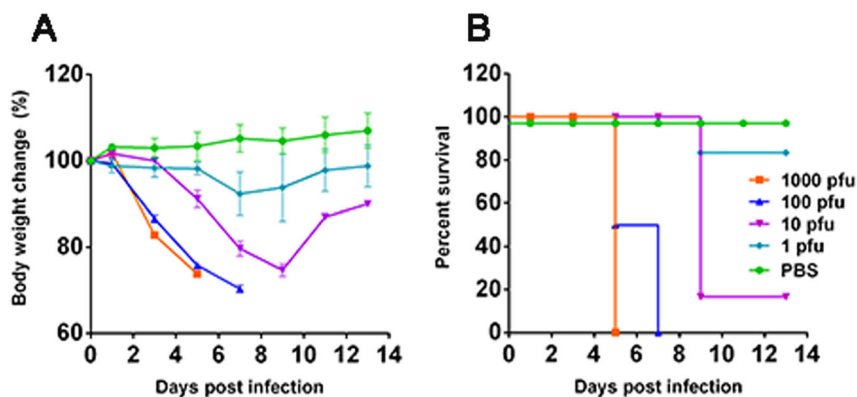 A
B
Body weight change (%)
120
100
80
60
0 2 4 6 8 10 12 14
Days post infection
Percent survival
120
100
80
60
40
20
0
0 2 4 6 8 10 12 14
Days post infection
1000 pfu
100 pfu
10 pfu
1 pfu
PBS